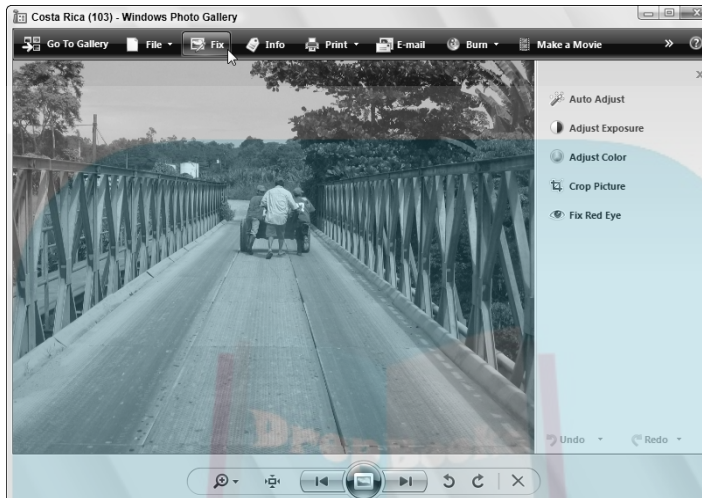 Costa Rica (103) - Windows Photo Gallery
Go To Gallery File Fix Info Print E-mail Burn Make a Movie
Auto Adjust
Adjust Exposure
Adjust Color
Crop Picture
Fix Red Eye
DropBooks
Undo Redo